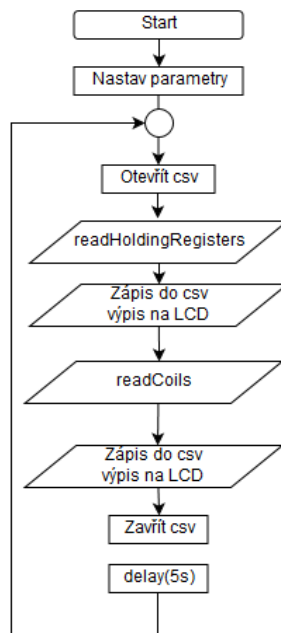 Start
Nastav parametry
Otevřít csv
readHoldingRegisters
Zápis do csv
výpis na LCD
readCoils
Zápis do csv
výpis na LCD
Zavřít csv
delay(5s)